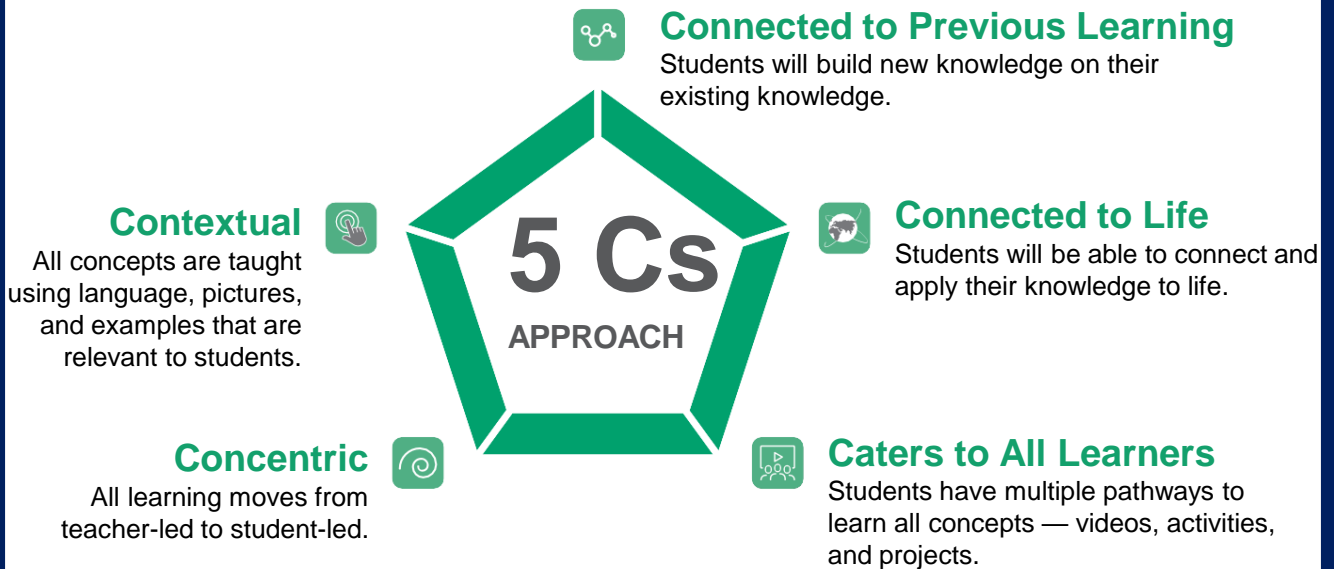 Connected to Previous Learning
Students will build new knowledge on their
existing knowledge.
Contextual
All concepts are taught
using language, pictures,
and examples that are
relevant to students.
5 Cs
APPROACH
Connected to Life
Students will be able to connect and
apply their knowledge to life.
Concentric
All learning moves from
teacher-led to student-led.
Caters to All Learners
Students have multiple pathways to
learn all concepts — videos, activities,
and projects.